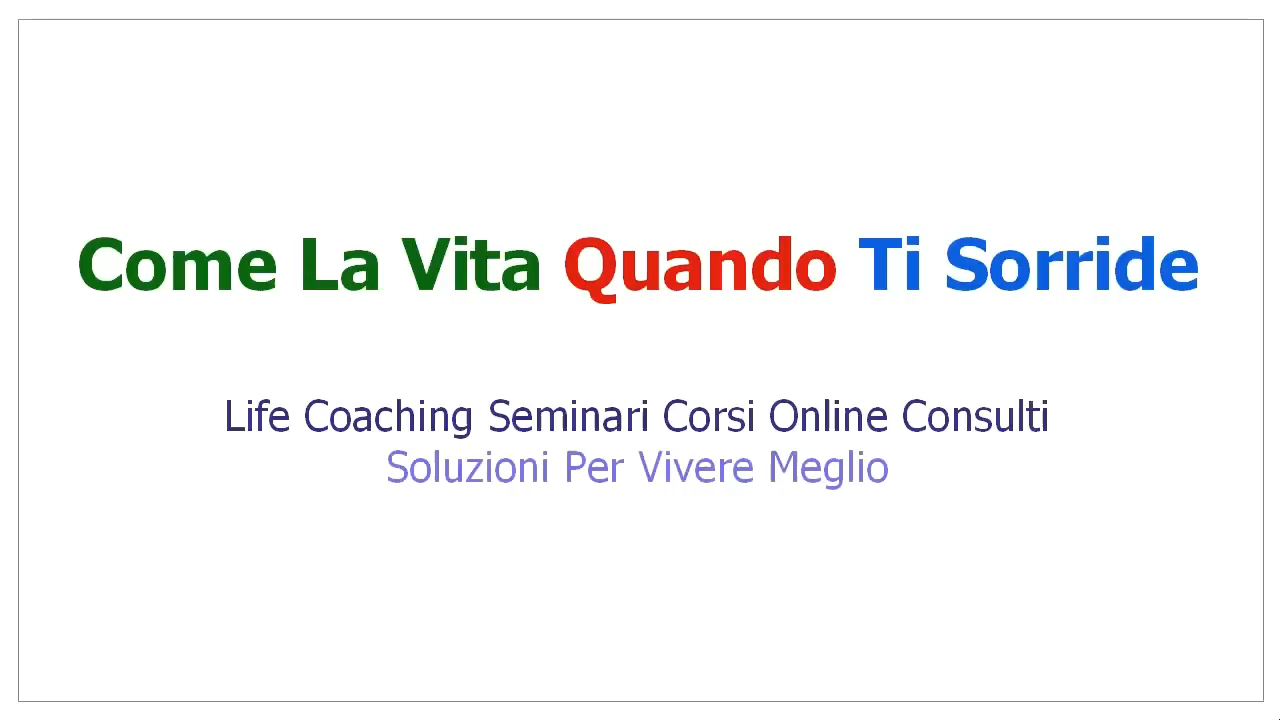 Come La Vita Quando Ti Sorride
Life Coaching Seminari Corsi Online Consulti
Soluzioni Per Vivere Meglio